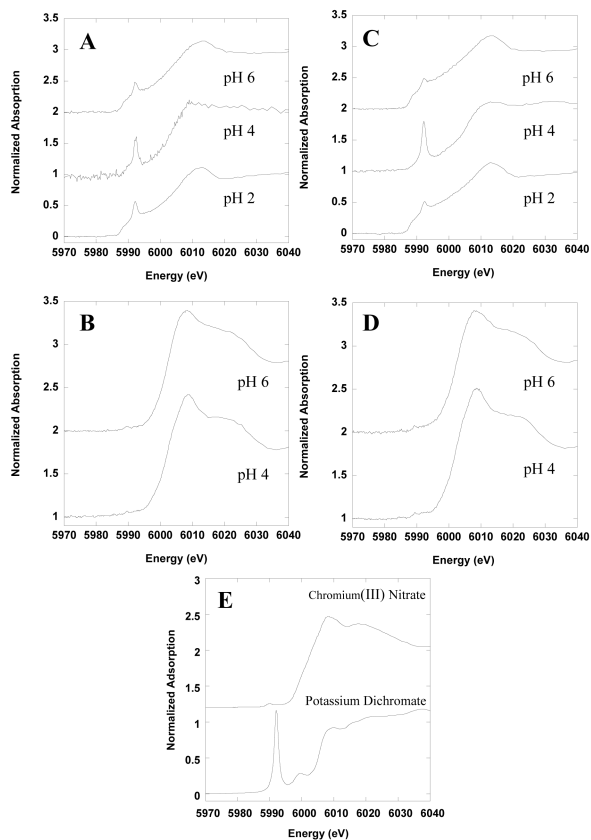 A
3.5
3
2.5
2
1.5
1
0.5
0
Normalized Absoprtion
pH 6
pH 4
pH 2
5970 5980 5990 6000 6010 6020 6030 6040
Energy (eV)
C
3.5
3
2.5
2
1.5
1
0.5
0
Normalized Absorption
pH 6
pH 4
pH 2
5970 5980 5990 6000 6010 6020 6030 6040
Energy (eV)
B
3.5
3
2.5
2
1.5
1
Normalized Absorption
pH 6
pH 4
5970 5980 5990 6000 6010 6020 6030 6040
Energy (eV)
D
3.5
3
2.5
2
1.5
1
Normalized Absorption
pH 6
pH 4
5970 5980 5990 6000 6010 6020 6030 6040
Energy (eV)
E
3
2.5
2
1.5
1
0.5
0
Normalized Adsorption
Chromium(III) Nitrate
Potassium Dichromate
5970 5980 5990 6000 6010 6020 6030 6040
Energy (eV)